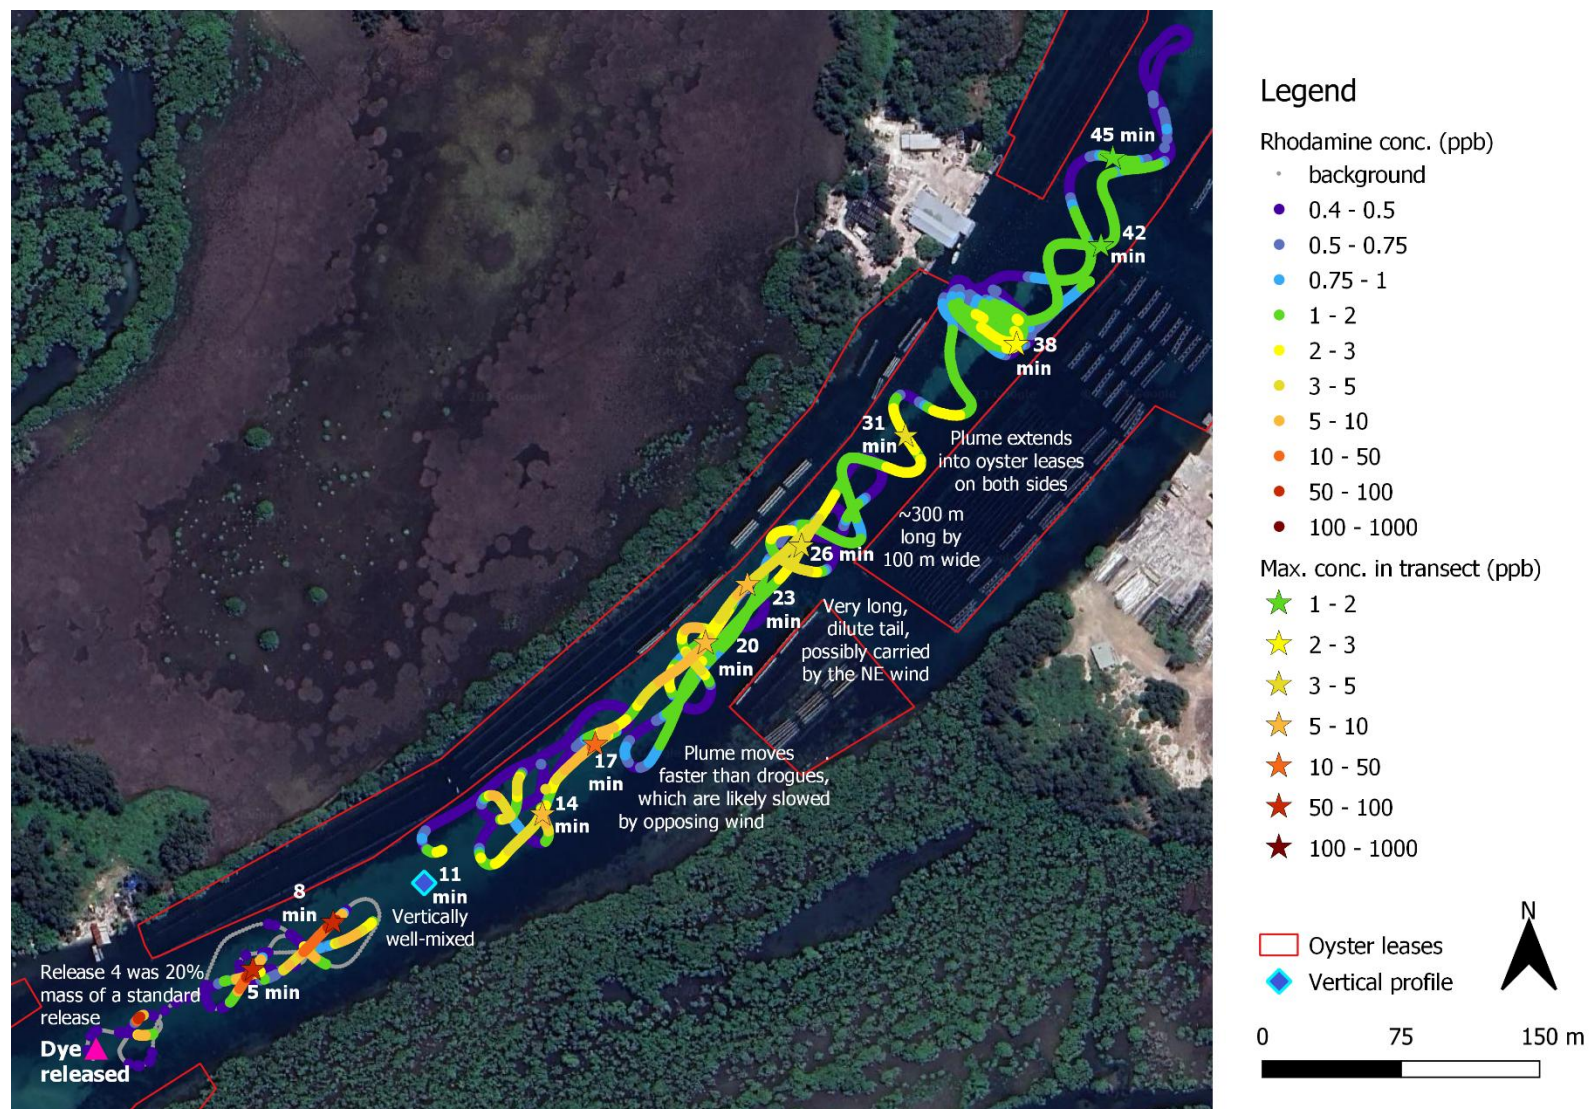 45 min
42
min
38
min
31
min
Plume extends
into oyster leases
on both sides
~300 m
long by
100 m wide
26 min
23
min
Very long,
dilute tail,
possibly carried
by the NE wind
20
min
17
min
Plume moves
faster than drogues,
which are likely slowed
by opposing wind
14
min
11
min
Vertically
well-mixed
8
min
5 min
Release 4 was 20%
mass of a standard
release
Dye
released
Legend
Rhodamine conc. (ppb)
background
0.4 - 0.5
0.5 - 0.75
0.75 - 1
1 - 2
2 - 3
3 - 5
5 - 10
10 - 50
50 - 100
100 - 1000
Max. conc. in transect (ppb)
1 - 2
2 - 3
3 - 5
5 - 10
10 - 50
50 - 100
100 - 1000
Oyster leases
Vertical profile
N
0 75 150 m